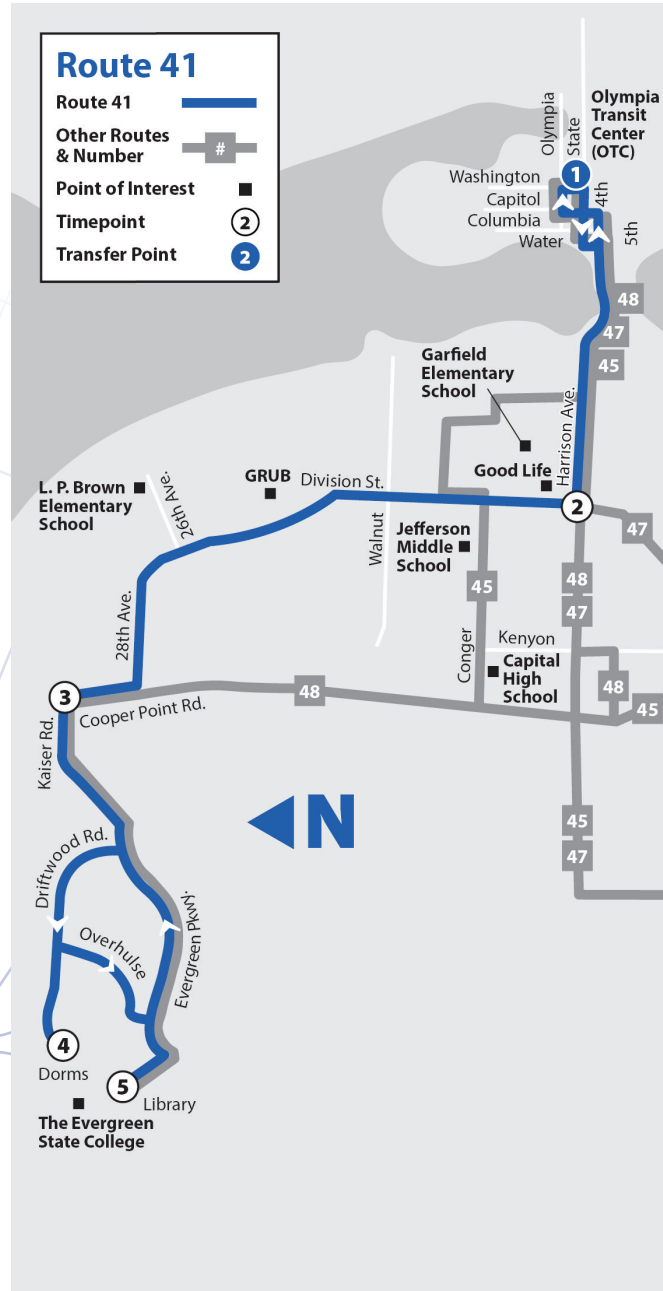 Route 41
Route 41
Other Routes
& Number
#
Point of Interest
Timepoint
2
Transfer Point
2
Olympia
State
Olympia
Transit
Center
(OTC)
1
Washington
Capitol
Columbia
Water
4th
5th
48
47
45
Garfield
Elementary
School
Harrison Ave.
Good Life
2
L. P. Brown
Elementary
School
26th Ave.
GRUB
Division St.
Walnut
Jefferson
Middle
School
47
45
48
47
28th Ave.
Conger
Kenyon
Capital
High
School
48
45
3
Cooper Point Rd.
48
Kaiser Rd.
N
45
47
Driftwood Rd.
Overhulse
Evergreen Pkwy.
4
Dorms
5
Library
The Evergreen
State College